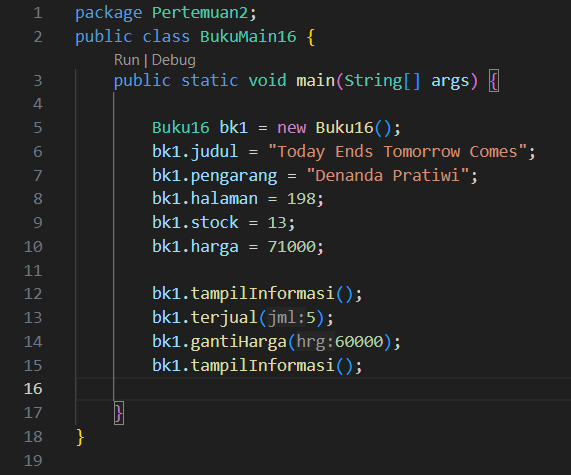 1 package Pertemuan2;
2 public class BukuMain16 {
Run | Debug
3 public static void main(String[] args) {
4
5 Buku16 bk1 = new Buku16();
6 bk1.judul = "Today Ends Tomorrow Comes";
7 bk1.pengarang = "Denanda Pratiwi";
8 bk1.halaman = 198;
9 bk1.stock = 13;
10 bk1.harga = 71000;
11
12 bk1.tampilInformasi();
13 bk1.terjual(jml:5);
14 bk1.gantiHarga(hrg:60000);
15 bk1.tampilInformasi();
16
17 }
18 }
19